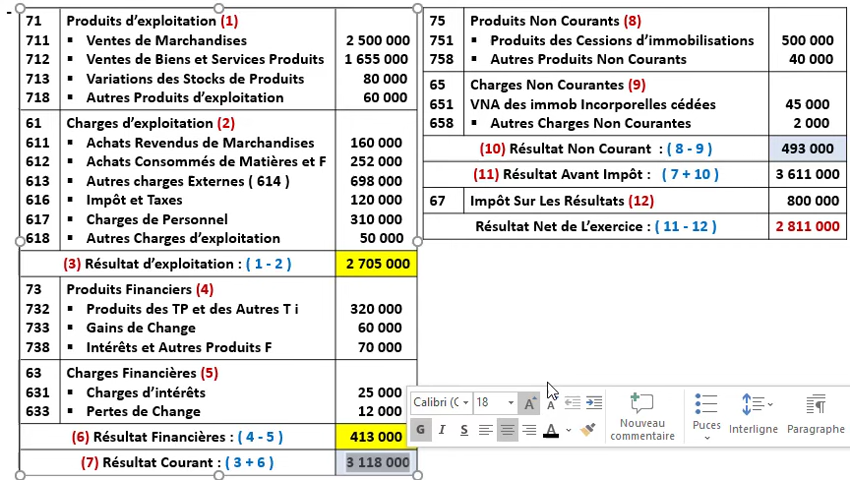 71 Produits d’exploitation (1)
711 ▪ Ventes de Marchandises 2 500 000
712 ▪ Ventes de Biens et Services Produits 1 655 000
713 ▪ Variations des Stocks de Produits 80 000
718 ▪ Autres Produits d’exploitation 60 000
61 Charges d’exploitation (2)
611 ▪ Achats Revendus de Marchandises 160 000
612 ▪ Achats Consommés de Matières et F 252 000
613 ▪ Autres charges Externes ( 614 ) 698 000
616 ▪ Impôt et Taxes 120 000
617 ▪ Charges de Personnel 310 000
618 ▪ Autres Charges d’exploitation 50 000
(3) Résultat d’exploitation : ( 1 - 2 ) 2 705 000
73 Produits Financiers (4)
732 ▪ Produits des TP et des Autres T i 320 000
733 ▪ Gains de Change 60 000
738 ▪ Intérêts et Autres Produits F 70 000
63 Charges Financières (5)
631 ▪ Charges d’intérêts 25 000
633 ▪ Pertes de Change 12 000
(6) Résultat Financières : ( 4 - 5 ) 413 000
(7) Résultat Courant : ( 3 + 6 ) 3 118 000
75 Produits Non Courants (8)
751 ▪ Produits des Cessions d’immobilisations 500 000
758 ▪ Autres Produits Non Courants 40 000
65 Charges Non Courantes (9)
651 VNA des immob Incorporelles cédées 45 000
658 ▪ Autres Charges Non Courantes 2 000
(10) Résultat Non Courant : ( 8 - 9 ) 493 000
(11) Résultat Avant Impôt : ( 7 + 10 ) 3 611 000
67 Impôt Sur Les Résultats (12) 800 000
Résultat Net de L’exercice : ( 11 - 12 ) 2 811 000
Calibri (C 18 A A
G I S A
Nouveau commentaire
Puces
Interligne
Paragraphe